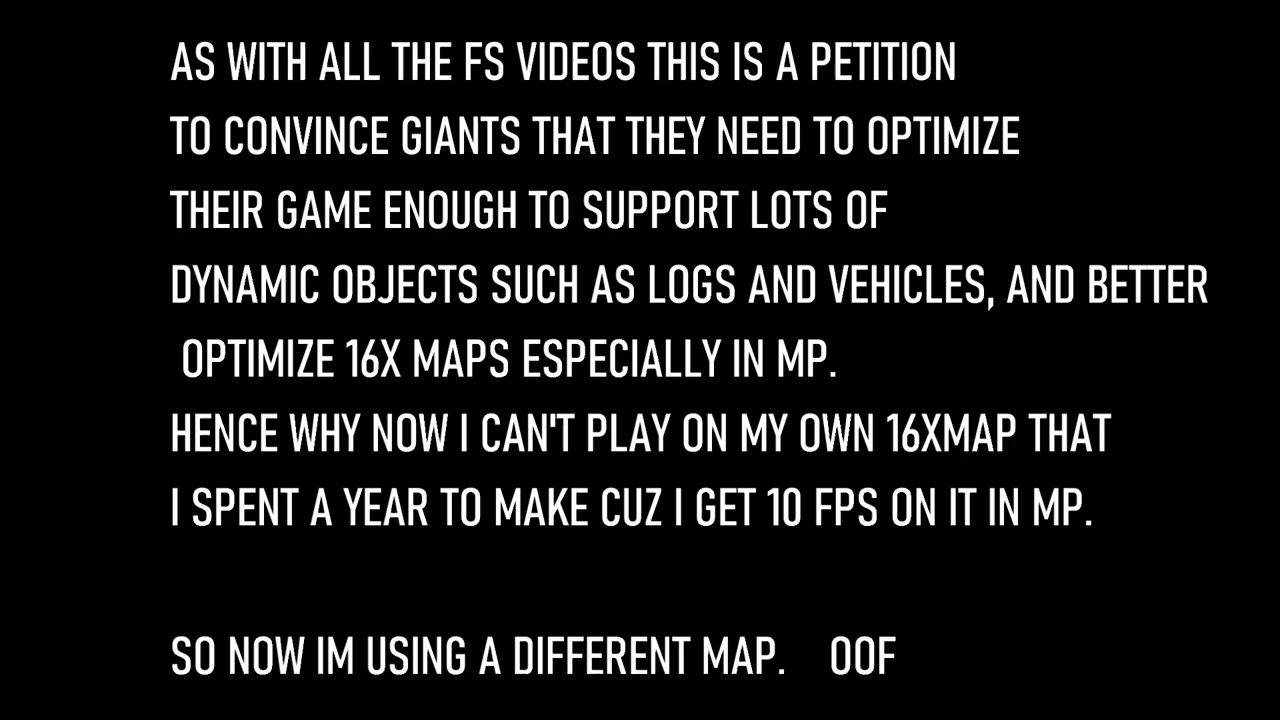 AS WITH ALL THE FS VIDEOS THIS IS A PETITION
TO CONVINCE GIANTS THAT THEY NEED TO OPTIMIZE
THEIR GAME ENOUGH TO SUPPORT LOTS OF
DYNAMIC OBJECTS SUCH AS LOGS AND VEHICLES, AND BETTER
OPTIMIZE 16X MAPS ESPECIALLY IN MP.
HENCE WHY NOW I CAN'T PLAY ON MY OWN 16XMAP THAT
I SPENT A YEAR TO MAKE CUZ I GET 10 FPS ON IT IN MP.
SO NOW IM USING A DIFFERENT MAP. OOF